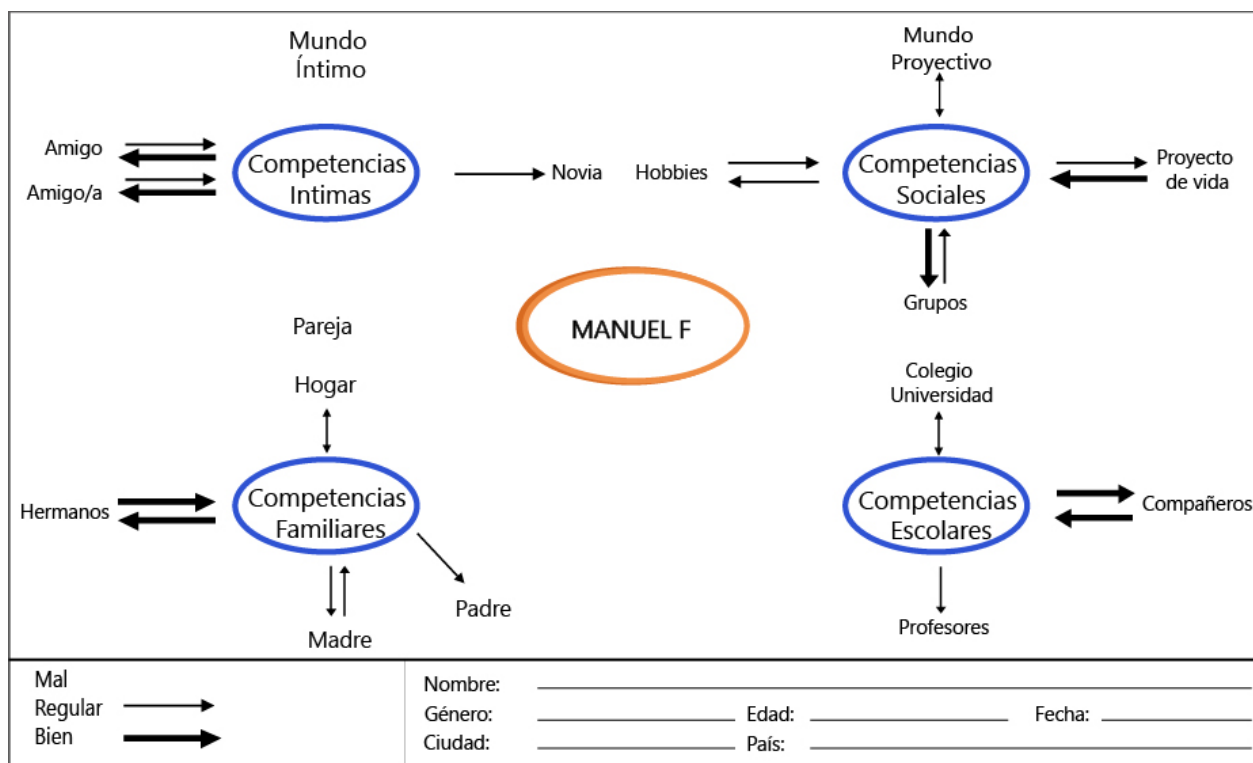 Mundo
Íntimo
Mundo
Proyectivo
Amigo
Amigo/a
Competencias
Intimas
Novia
Hobbies
Competencias
Sociales
Proyecto
de vida
Grupos
MANUEL F
Pareja
Hogar
Colegio
Universidad
Hermanos
Competencias
Familiares
Competencias
Escolares
Compañeros
Padre
Madre
Profesores
Mal
Regular
Bien
Nombre:
Género: Edad: Fecha:
Ciudad: País: